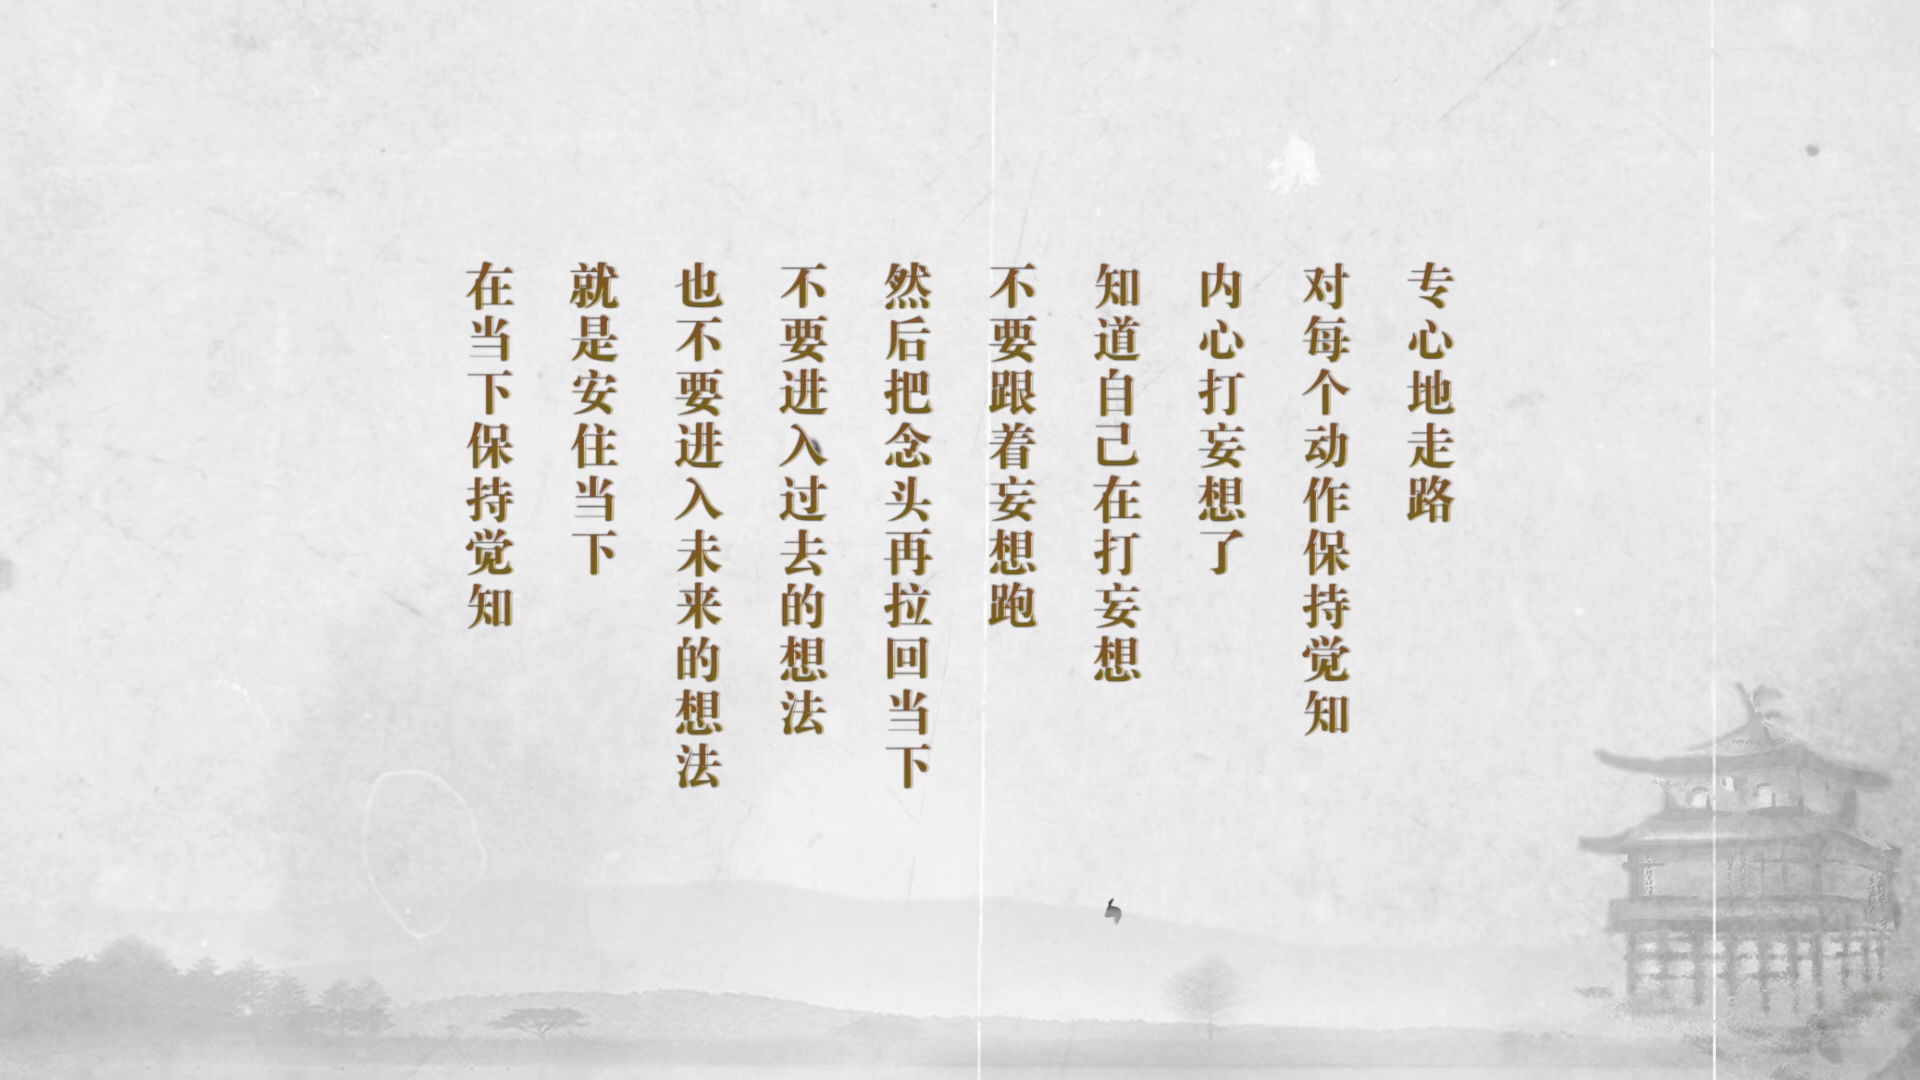 专心地走路
对每个动作保持觉知
内心打妄想了
知道自己在打妄想
不要跟着妄想跑
然后把念头再拉回当下
不要进入过去的想法
也不要进入未来的想法
就是安住当下
在当下保持觉知